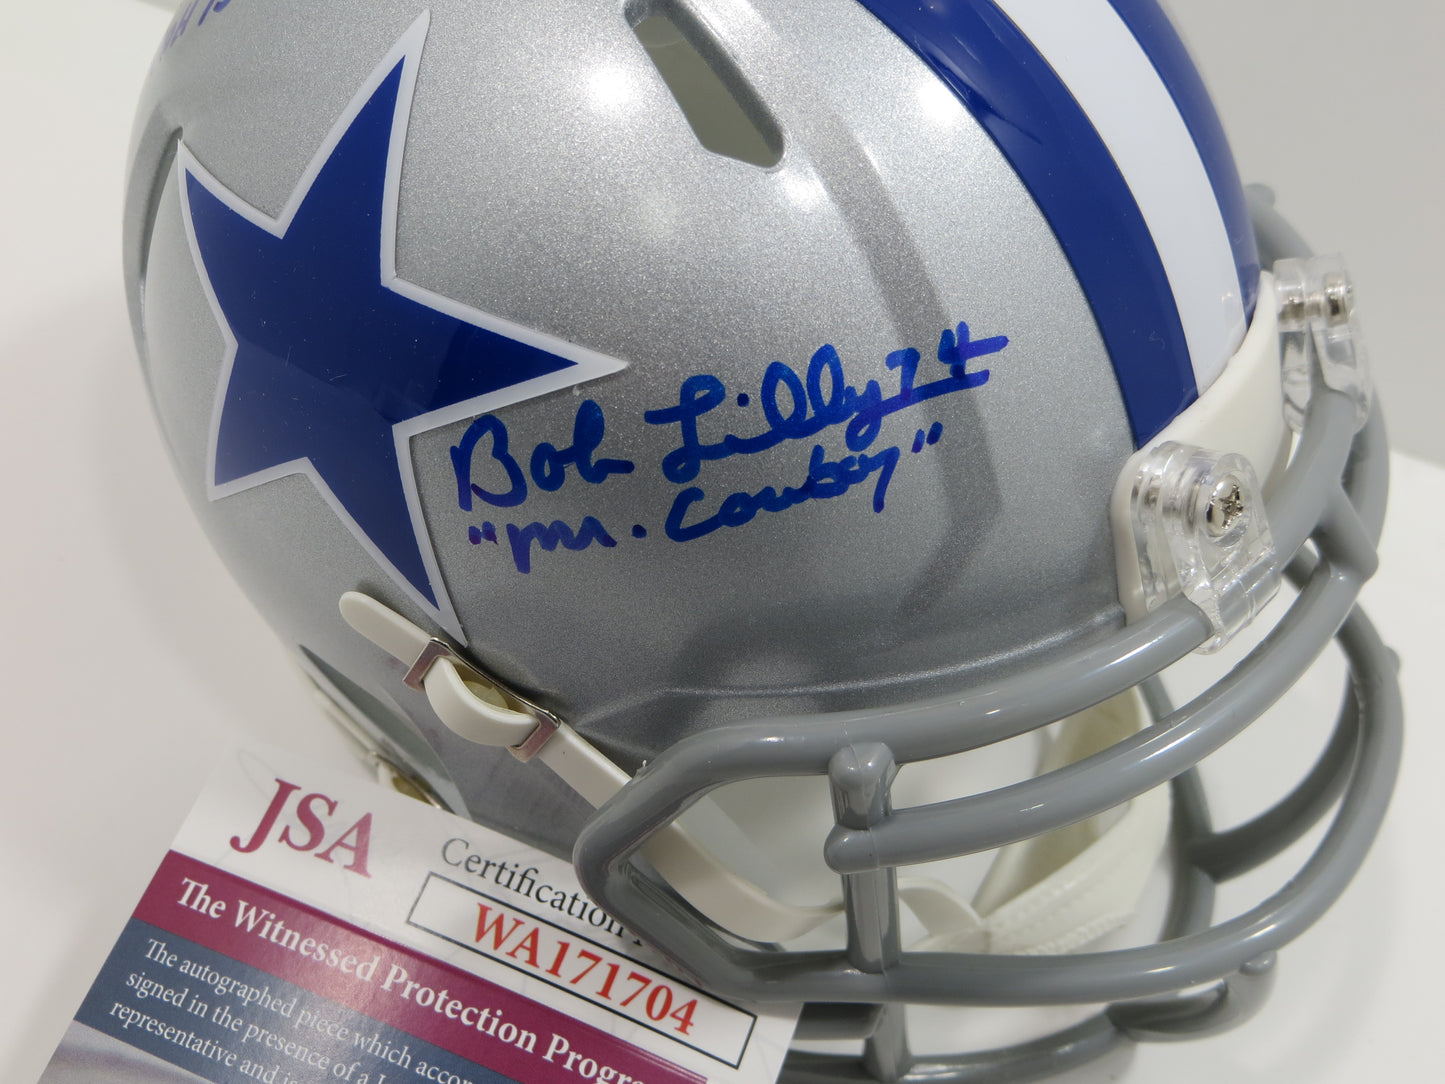 Bob Lilly 74
"Mr. Cowboy"
JSA
Certification
WA171704
The Witnessed Protection Program
The autographed piece which
signed in the presence of a
representative and is